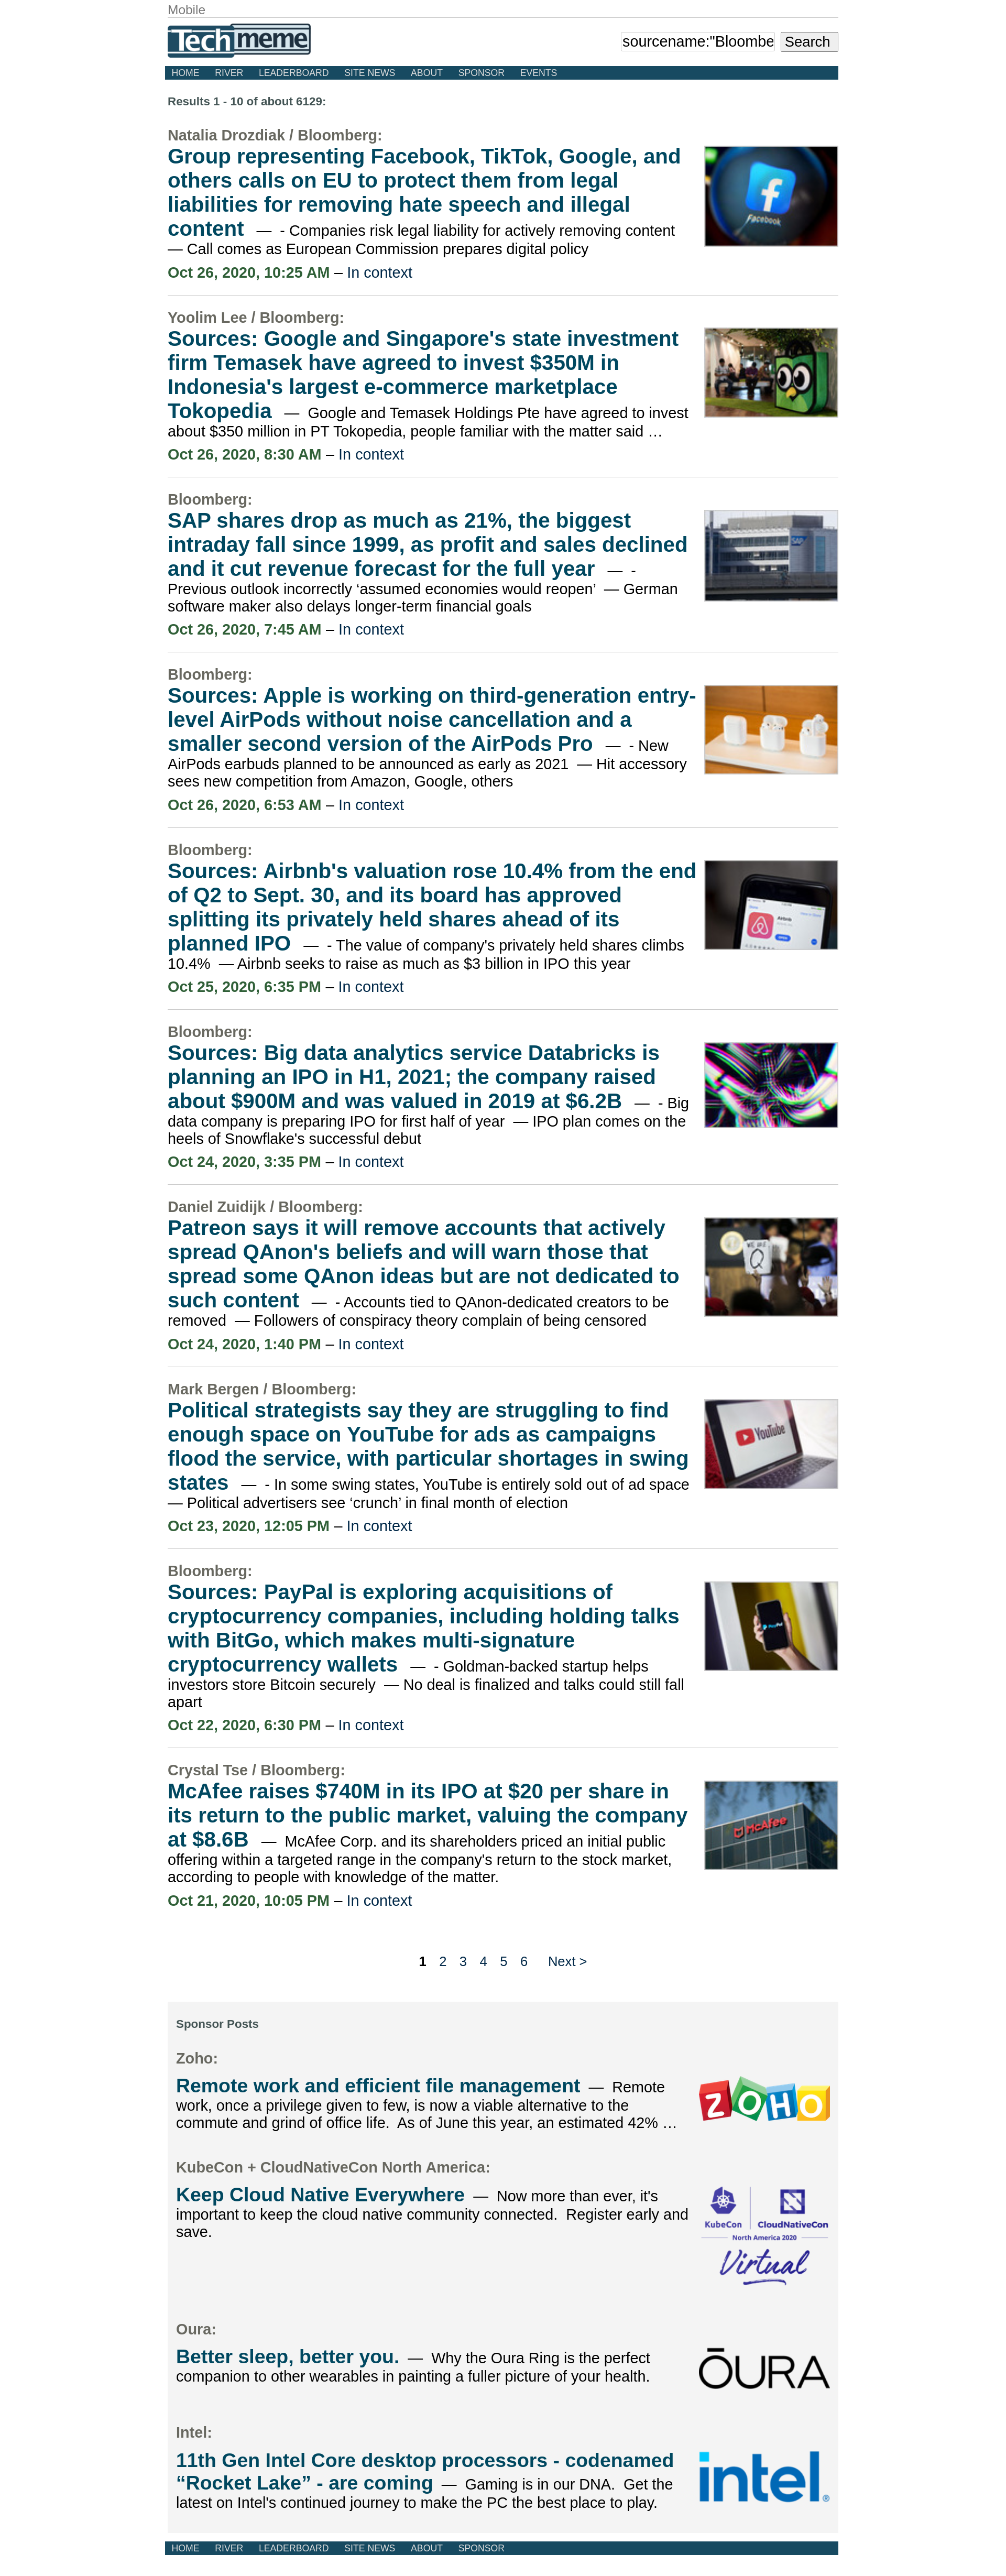 Mobile
Techmeme
sourcename:"Bloombe
Search
HOME RIVER LEADERBOARD SITE NEWS ABOUT SPONSOR EVENTS
Results 1 - 10 of about 6129:
Natalia Drozdiak / Bloomberg:
Group representing Facebook, TikTok, Google, and
others calls on EU to protect them from legal
liabilities for removing hate speech and illegal
content — - Companies risk legal liability for actively removing content
— Call comes as European Commission prepares digital policy
Oct 26, 2020, 10:25 AM – In context
facebook
Yoolim Lee / Bloomberg:
Sources: Google and Singapore's state investment
firm Temasek have agreed to invest $350M in
Indonesia's largest e-commerce marketplace
Tokopedia — Google and Temasek Holdings Pte have agreed to invest
about $350 million in PT Tokopedia, people familiar with the matter said …
Oct 26, 2020, 8:30 AM – In context
Bloomberg:
SAP shares drop as much as 21%, the biggest
intraday fall since 1999, as profit and sales declined
and it cut revenue forecast for the full year — -
Previous outlook incorrectly ‘assumed economies would reopen’ — German
software maker also delays longer-term financial goals
Oct 26, 2020, 7:45 AM – In context
SAP
Bloomberg:
Sources: Apple is working on third-generation entry-
level AirPods without noise cancellation and a
smaller second version of the AirPods Pro — - New
AirPods earbuds planned to be announced as early as 2021 — Hit accessory
sees new competition from Amazon, Google, others
Oct 26, 2020, 6:53 AM – In context
Bloomberg:
Sources: Airbnb's valuation rose 10.4% from the end
of Q2 to Sept. 30, and its board has approved
splitting its privately held shares ahead of its
planned IPO — - The value of company's privately held shares climbs
10.4% — Airbnb seeks to raise as much as $3 billion in IPO this year
Oct 25, 2020, 6:35 PM – In context
Airbnb
Bloomberg:
Sources: Big data analytics service Databricks is
planning an IPO in H1, 2021; the company raised
about $900M and was valued in 2019 at $6.2B — - Big
data company is preparing IPO for first half of year — IPO plan comes on the
heels of Snowflake's successful debut
Oct 24, 2020, 3:35 PM – In context
Daniel Zuidijk / Bloomberg:
Patreon says it will remove accounts that actively
spread QAnon's beliefs and will warn those that
spread some QAnon ideas but are not dedicated to
such content — - Accounts tied to QAnon-dedicated creators to be
removed — Followers of conspiracy theory complain of being censored
Oct 24, 2020, 1:40 PM – In context
Q
Mark Bergen / Bloomberg:
Political strategists say they are struggling to find
enough space on YouTube for ads as campaigns
flood the service, with particular shortages in swing
states — - In some swing states, YouTube is entirely sold out of ad space
— Political advertisers see ‘crunch’ in final month of election
Oct 23, 2020, 12:05 PM – In context
YouTube
Bloomberg:
Sources: PayPal is exploring acquisitions of
cryptocurrency companies, including holding talks
with BitGo, which makes multi-signature
cryptocurrency wallets — - Goldman-backed startup helps
investors store Bitcoin securely — No deal is finalized and talks could still fall
apart
Oct 22, 2020, 6:30 PM – In context
PayPal
Crystal Tse / Bloomberg:
McAfee raises $740M in its IPO at $20 per share in
its return to the public market, valuing the company
at $8.6B — McAfee Corp. and its shareholders priced an initial public
offering within a targeted range in the company's return to the stock market,
according to people with knowledge of the matter.
Oct 21, 2020, 10:05 PM – In context
McAfee
1 2 3 4 5 6 Next >
Sponsor Posts
Zoho:
Remote work and efficient file management — Remote
work, once a privilege given to few, is now a viable alternative to the
commute and grind of office life. As of June this year, an estimated 42% …
ZOHO
KubeCon + CloudNativeCon North America:
Keep Cloud Native Everywhere — Now more than ever, it's
important to keep the cloud native community connected. Register early and
save.
KubeCon CloudNativeCon
North America 2020
Virtual
Oura:
Better sleep, better you. — Why the Oura Ring is the perfect
companion to other wearables in painting a fuller picture of your health.
ŌURA
Intel:
11th Gen Intel Core desktop processors - codenamed
“Rocket Lake” - are coming — Gaming is in our DNA. Get the
latest on Intel's continued journey to make the PC the best place to play.
intel®
HOME RIVER LEADERBOARD SITE NEWS ABOUT SPONSOR